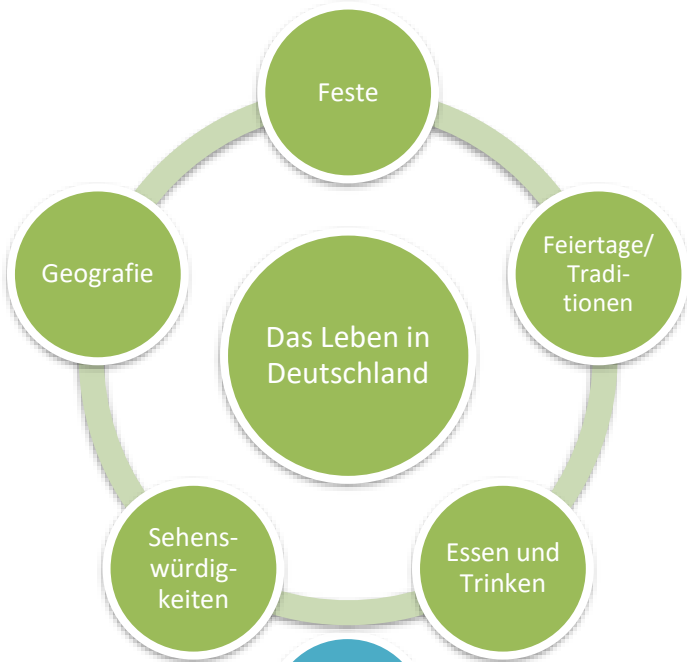 Feste
Feiertage/
Tradi-
tionen
Geografie
Das Leben in
Deutschland
Sehens-
würdig-
keiten
Essen und
Trinken